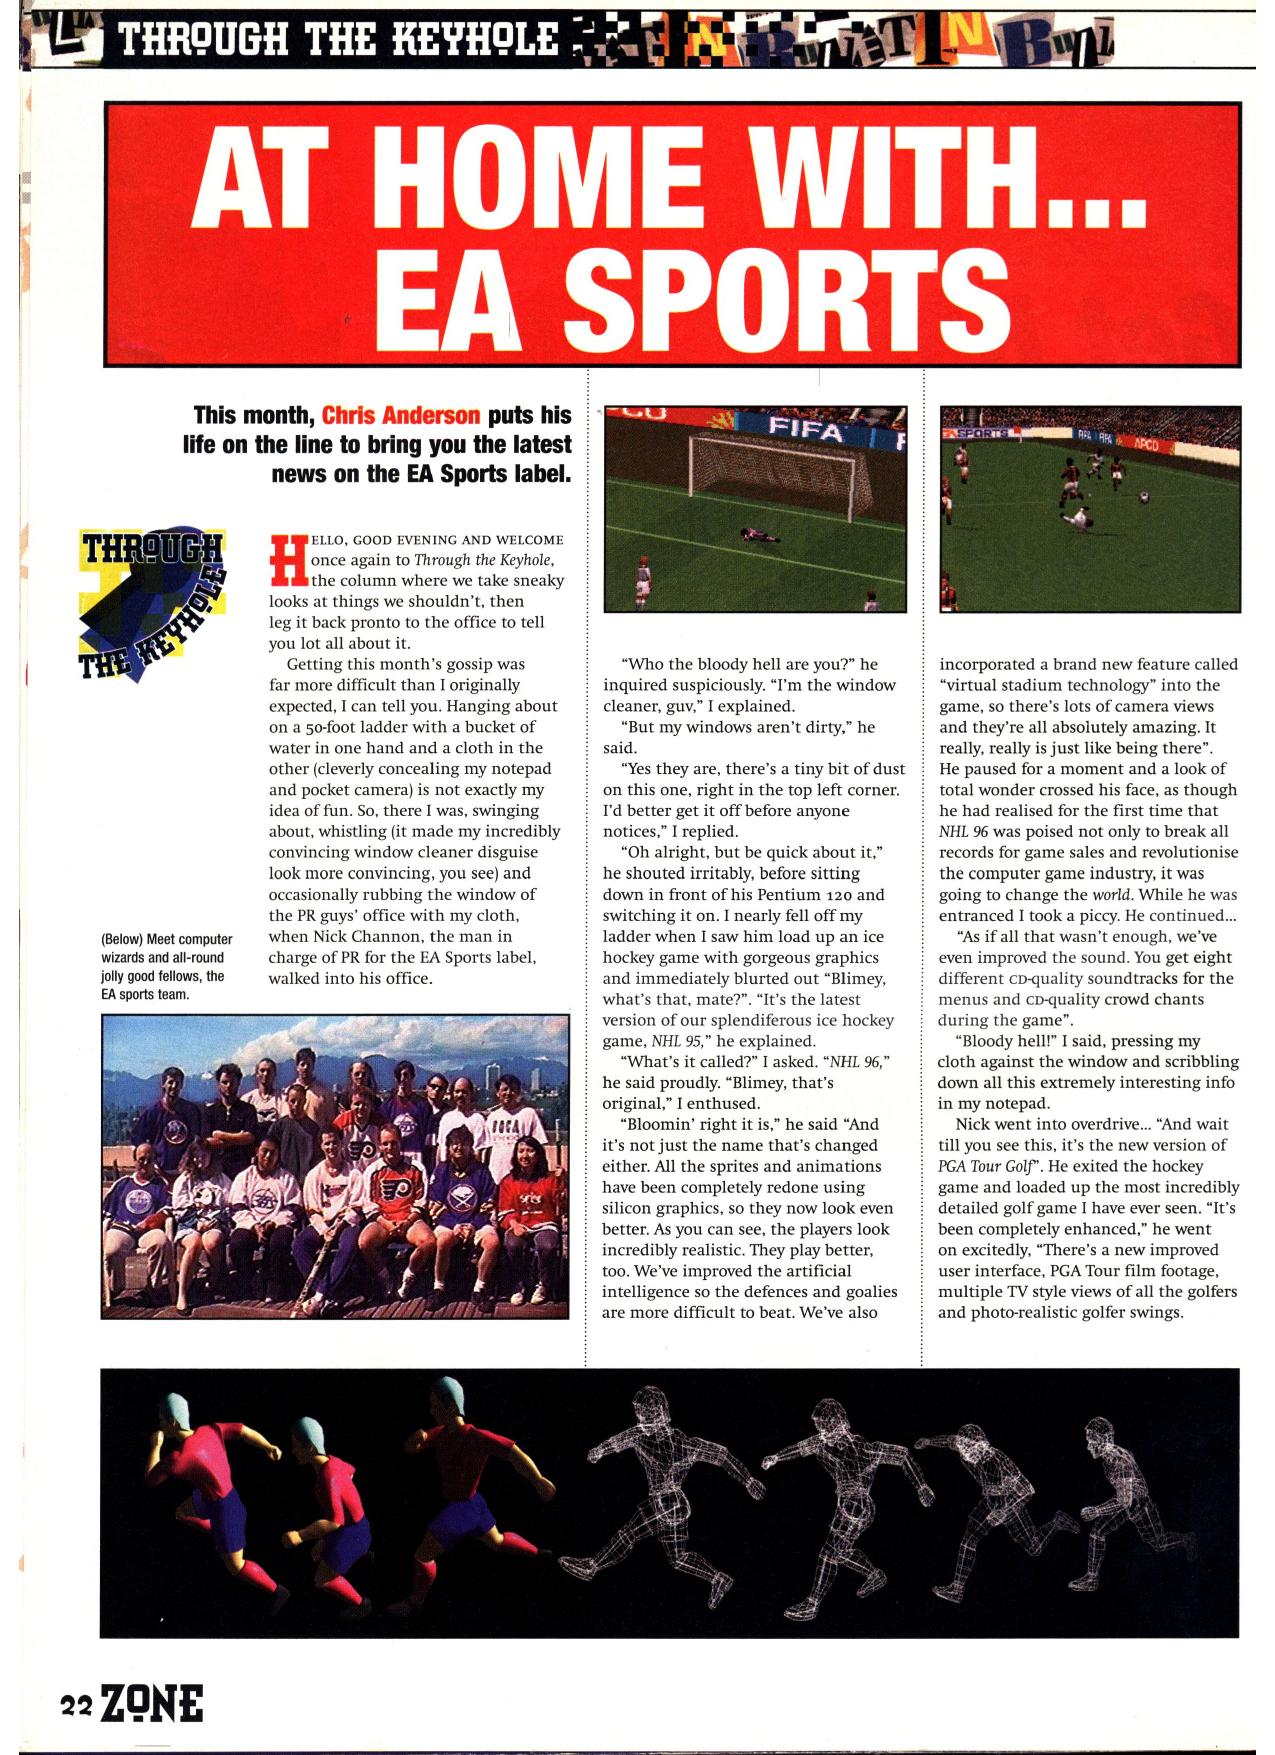 THROUGH THE KEYHOLE
AT HOME WITH...
EA SPORTS
This month, Chris Anderson puts his
life on the line to bring you the latest
news on the EA Sports label.
THROUGH
THE KEYHOLE
HELLO, GOOD EVENING AND WELCOME
once again to Through the Keyhole,
the column where we take sneaky
looks at things we shouldn't, then
leg it back pronto to the office to tell
you lot all about it.
Getting this month's gossip was
far more difficult than I originally
expected, I can tell you. Hanging about
on a 50-foot ladder with a bucket of
water in one hand and a cloth in the
other (cleverly concealing my notepad
and pocket camera) is not exactly my
idea of fun. So, there I was, swinging
about, whistling (it made my incredibly
convincing window cleaner disguise
look more convincing, you see) and
occasionally rubbing the window of
the PR guys' office with my cloth,
when Nick Channon, the man in
charge of PR for the EA Sports label,
walked into his office.
(Below) Meet computer
wizards and all-round
jolly good fellows, the
EA sports team.
BOCA
FIFA
"Who the bloody hell are you?" he
inquired suspiciously. "I'm the window
cleaner, guv," I explained.
"But my windows aren't dirty," he
said.
"Yes they are, there's a tiny bit of dust
on this one, right in the top left corner.
I'd better get it off before anyone
notices," I replied.
"Oh alright, but be quick about it,"
he shouted irritably, before sitting
down in front of his Pentium 120 and
switching it on. I nearly fell off my
ladder when I saw him load up an ice
hockey game with gorgeous graphics
and immediately blurted out "Blimey,
what's that, mate?". "It's the latest
version of our splendiferous ice hockey
game, NHL 95," he explained.
"What's it called?" I asked. "NHL 96,"
he said proudly. "Blimey, that's
original," I enthused.
"Bloomin' right it is," he said "And
it's not just the name that's changed
either. All the sprites and animations
have been completely redone using
silicon graphics, so they now look even
better. As you can see, the players look
incredibly realistic. They play better,
too. We've improved the artificial
intelligence so the defences and goalies
are more difficult to beat. We've also
EA SPORTS
FIFA FIFA
APCD
incorporated a brand new feature called
"virtual stadium technology" into the
game, so there's lots of camera views
and they're all absolutely amazing. It
really, really is just like being there".
He paused for a moment and a look of
total wonder crossed his face, as though
he had realised for the first time that
NHL 96 was poised not only to break all
records for game sales and revolutionise
the computer game industry, it was
going to change the world. While he was
entranced I took a piccy. He continued...
"As if all that wasn't enough, we've
even improved the sound. You get eight
different CD-quality soundtracks for the
menus and CD-quality crowd chants
during the game".
"Bloody hell!" I said, pressing my
cloth against the window and scribbling
down all this extremely interesting info
in my notepad.
Nick went into overdrive... "And wait
till you see this, it's the new version of
PGA Tour Golf". He exited the hockey
game and loaded up the most incredibly
detailed golf game I have ever seen. "It's
been completely enhanced," he went
on excitedly, "There's a new improved
user interface, PGA Tour film footage,
multiple TV style views of all the golfers
and photo-realistic golfer swings.
22 ZONE